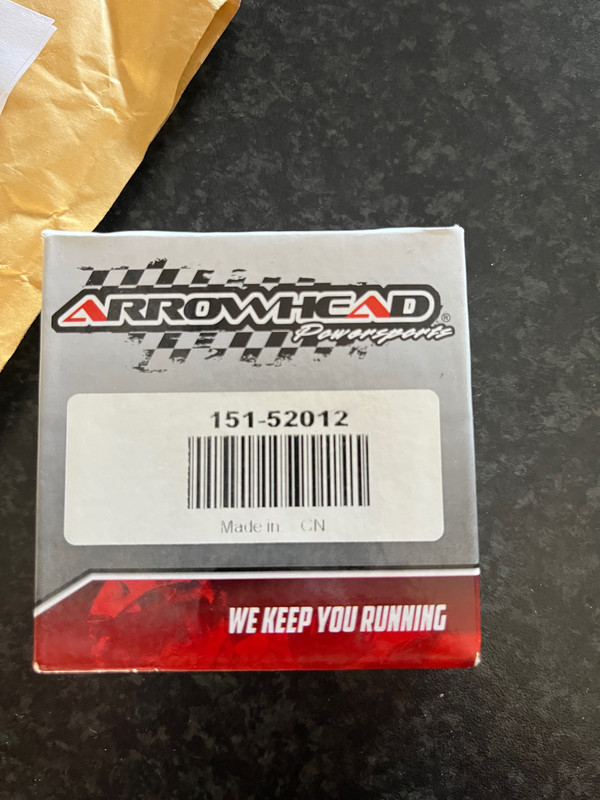 ARROWHEAD®
Powersports
151-52012
Made in: CN
WE KEEP YOU RUNNING